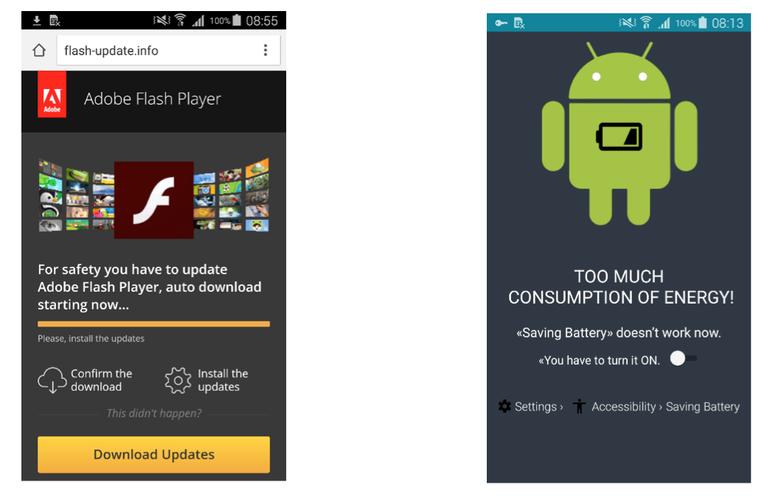 100% 08:55
flash-update.info
Adobe
Adobe Flash Player
For safety you have to update
Adobe Flash Player, auto download
starting now...
Please, install the updates
Confirm the
download
Install the
updates
This didn't happen?
Download Updates
100% 08:13
TOO MUCH
CONSUMPTION OF ENERGY!
«Saving Battery» doesn't work now.
«You have to turn it ON.
Settings › Accessibility › Saving Battery